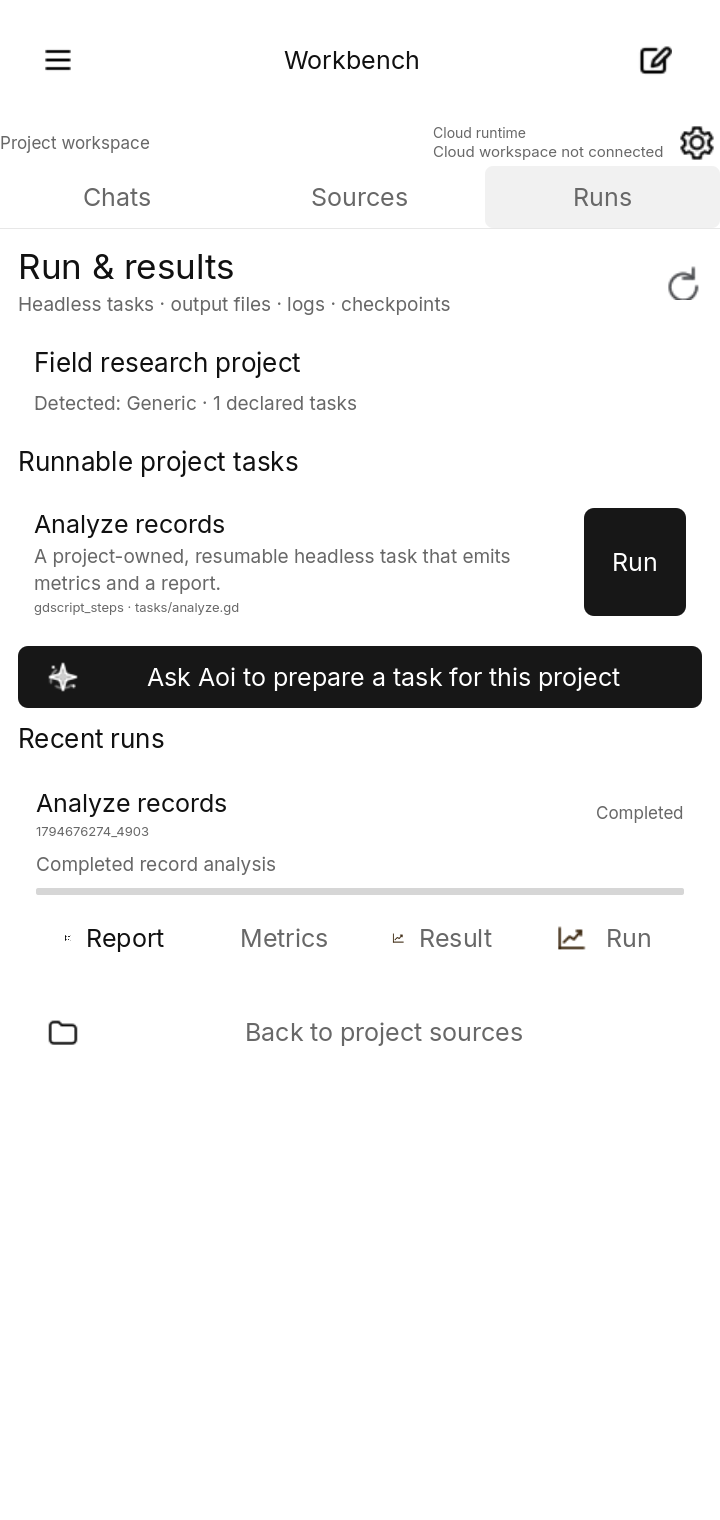 Workbench
Project workspace
Cloud runtime
Cloud workspace not connected
Chats
Sources
Runs
Run & results
Headless tasks · output files · logs · checkpoints
Field research project
Detected: Generic · 1 declared tasks
Runnable project tasks
Analyze records
A project-owned, resumable headless task that emits
metrics and a report.
gdscript_steps · tasks/analyze.gd
Run
Ask Aoi to prepare a task for this project
Recent runs
Analyze records
1794676274_4903
Completed
Completed record analysis
Report
Metrics
Result
Run
Back to project sources